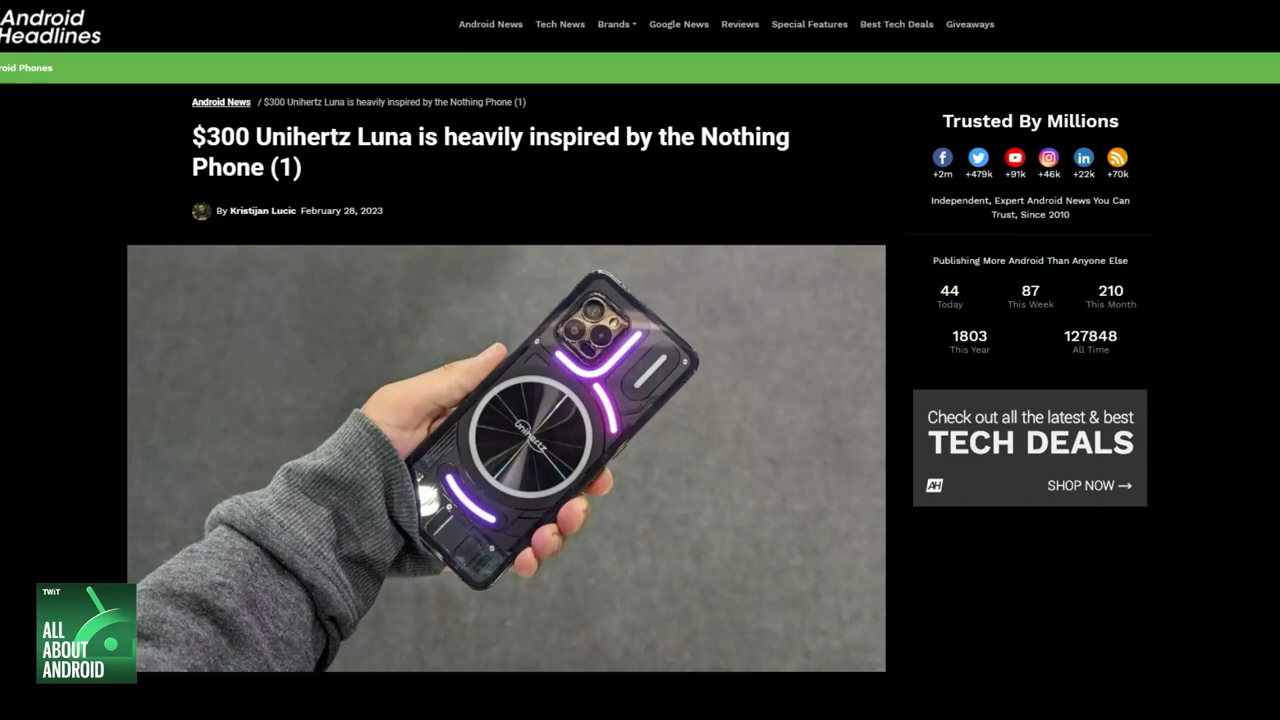 Android
Headlines
Android News
Tech News
Brands
Google News
Reviews
Special Features
Best Tech Deals
Giveaways
roid Phones
Android News / $300 Unihertz Luna is heavily inspired by the Nothing Phone (1)
$300 Unihertz Luna is heavily inspired by the Nothing
Phone (1)
By Kristijan Lucic February 28, 2023
unihertz
Trusted By Millions
+2m
+479k
+91k
+46k
+22k
+70k
Independent, Expert Android News You Can
Trust, Since 2010
Publishing More Android Than Anyone Else
44
Today
87
This Week
210
This Month
1803
This Year
127848
All Time
Check out all the latest & best
TECH DEALS
AH
SHOP NOW →
TWiT
ALL
ABOUT
ANDROID